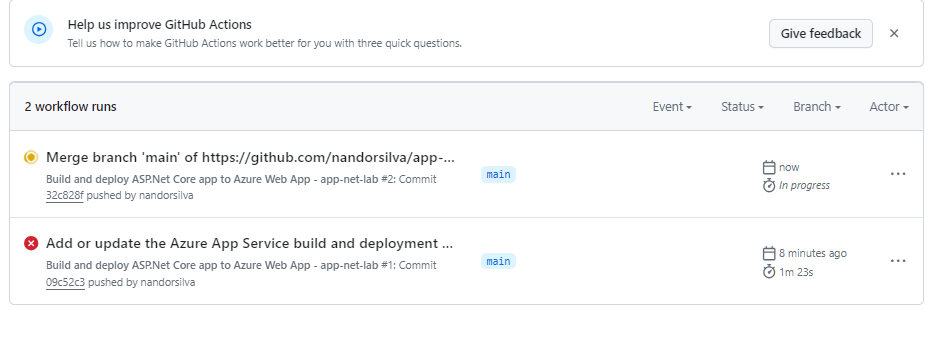 Help us improve GitHub Actions
Tell us how to make GitHub Actions work better for you with three quick questions.
Give feedback
2 workflow runs
Event
Status
Branch
Actor
Merge branch 'main' of https://github.com/nandorsilva/app-...
main
now
Build and deploy ASP.Net Core app to Azure Web App - app-net-lab #2: Commit
In progress
32c828f pushed by nandorsilva
Add or update the Azure App Service build and deployment ...
main
8 minutes ago
Build and deploy ASP.Net Core app to Azure Web App - app-net-lab #1: Commit
1m 23s
09c52c3 pushed by nandorsilva